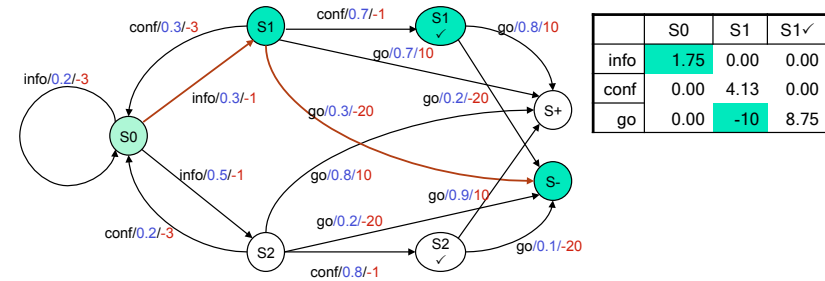 conf/0.7/-1
S1
S1
✓
go/0.8/10
conf/0.3/-3
go/0.7/10
info/0.2/-3
info/0.3/-1
go/0.3/-20
go/0.2/-20
S+
S0
info/0.5/-1
go/0.8/10
S-
go/0.9/10
go/0.2/-20
conf/0.2/-3
S2
S2
✓
go/0.1/-20
conf/0.8/-1
S0 S1 S1✓
info 1.75 0.00 0.00
conf 0.00 4.13 0.00
go 0.00 -10 8.75